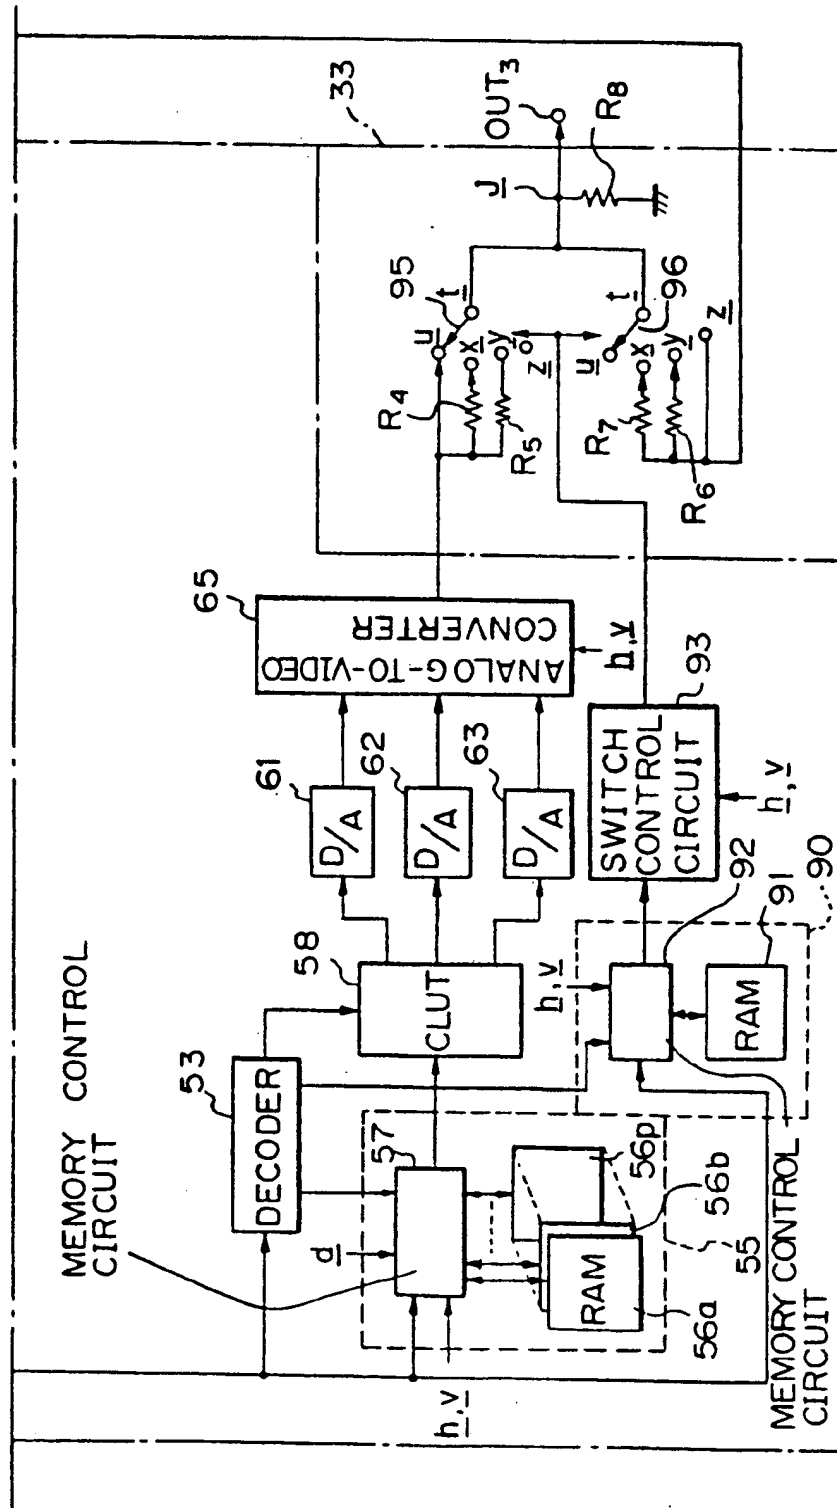 MEMORY CONTROL
CIRCUIT
53
DECODER
57
d
h, v
RAM
56a
56b
56p
55
58
CLUT
61
D/A
62
D/A
63
D/A
65
ANALOG-TO-VIDEO
CONVERTER
h, v
33
R4
R5
u
x
y
z
95
t
J
OUT3
R8
u
x
y
z
96
t
R7
R6
h, v
SWITCH
CONTROL
CIRCUIT
93
h, v
92
91
RAM
90
MEMORY CONTROL
CIRCUIT